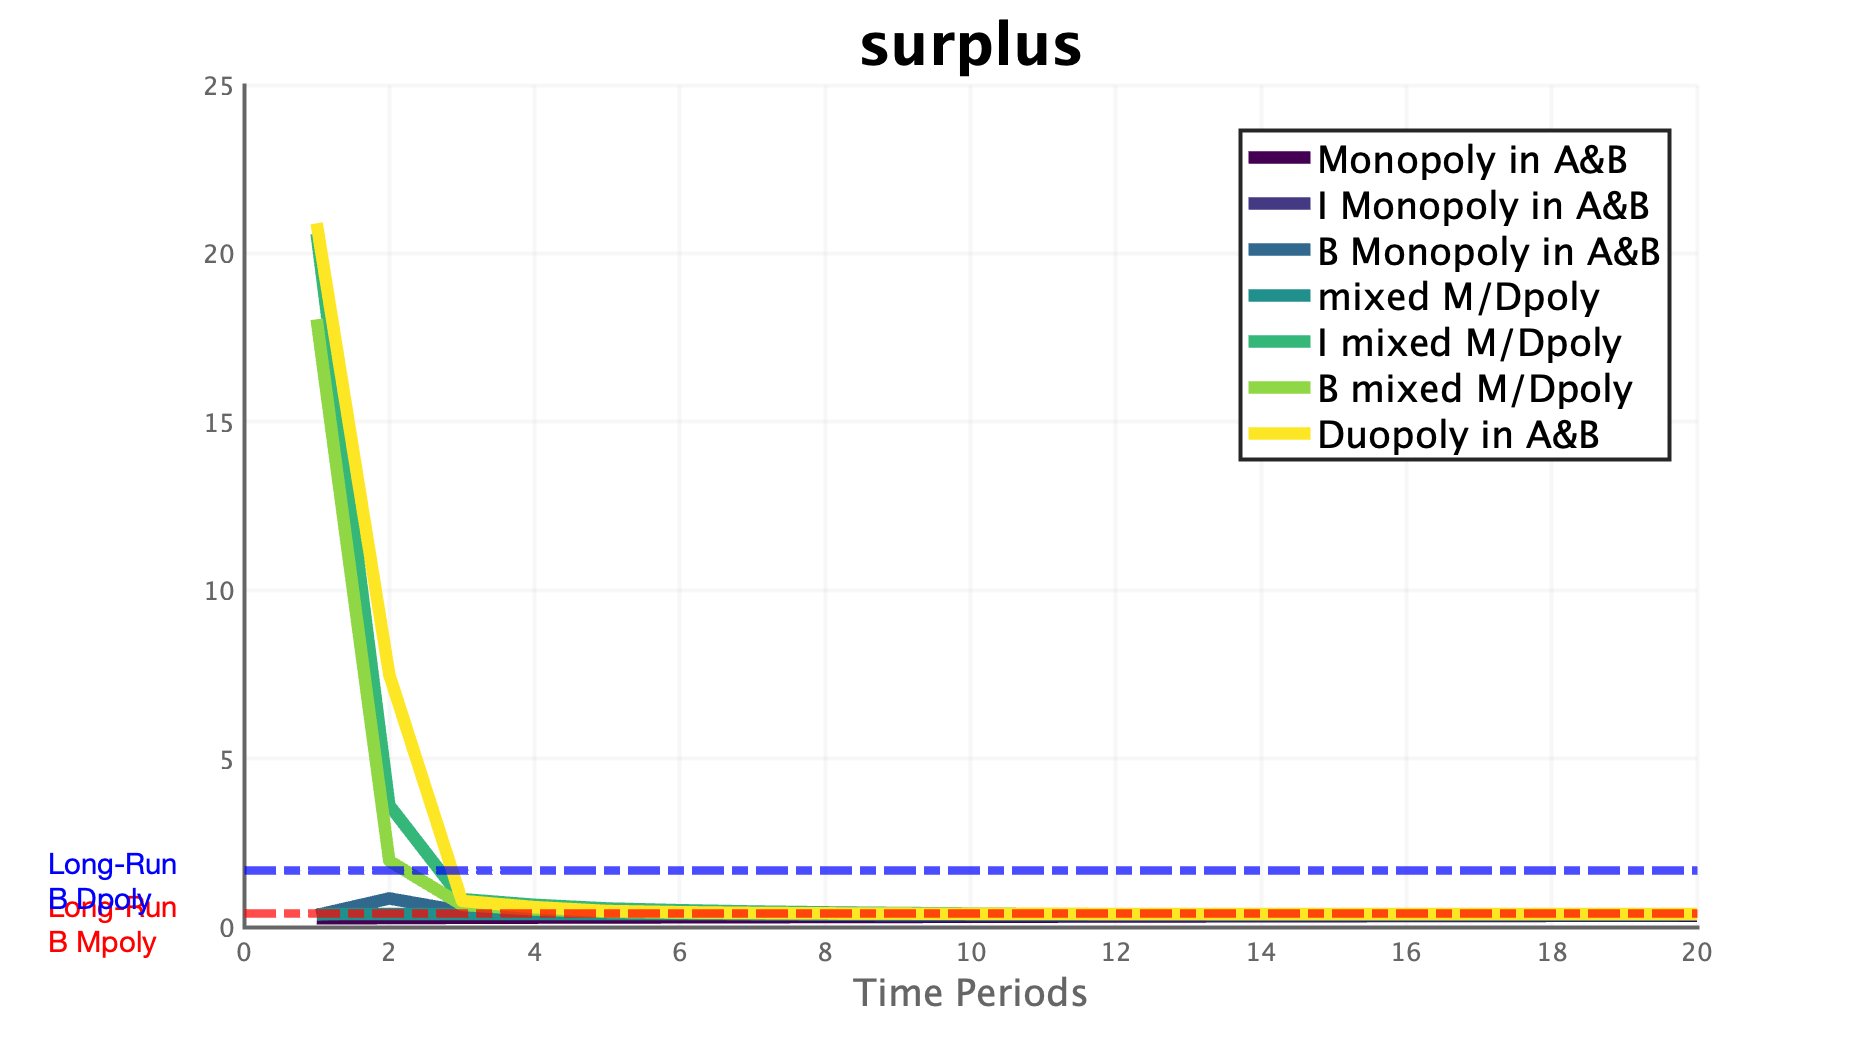 surplus
25
20
15
10
5
0
Monopoly in A&B
I Monopoly in A&B
B Monopoly in A&B
mixed M/Dpoly
I mixed M/Dpoly
B mixed M/Dpoly
Duopoly in A&B
Long-Run
B Dpoly
Long-Run
B Mpoly
0 2 4 6 8 10 12 14 16 18 20
Time Periods